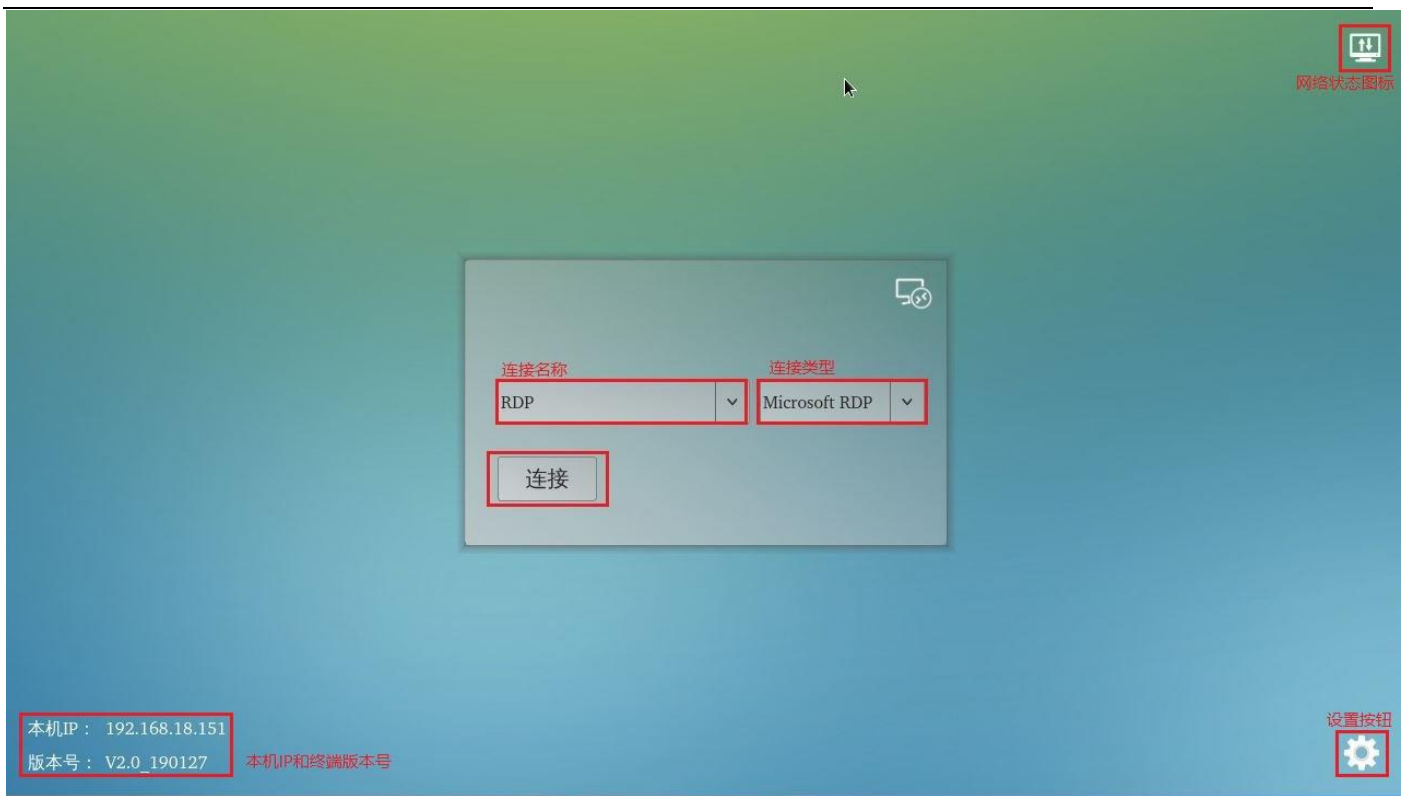 网络状态图标
连接名称
连接类型
RDP
Microsoft RDP
连接
本机IP： 192.168.18.151
版本号： V2.0_190127
本机IP和终端版本号
设置按钮